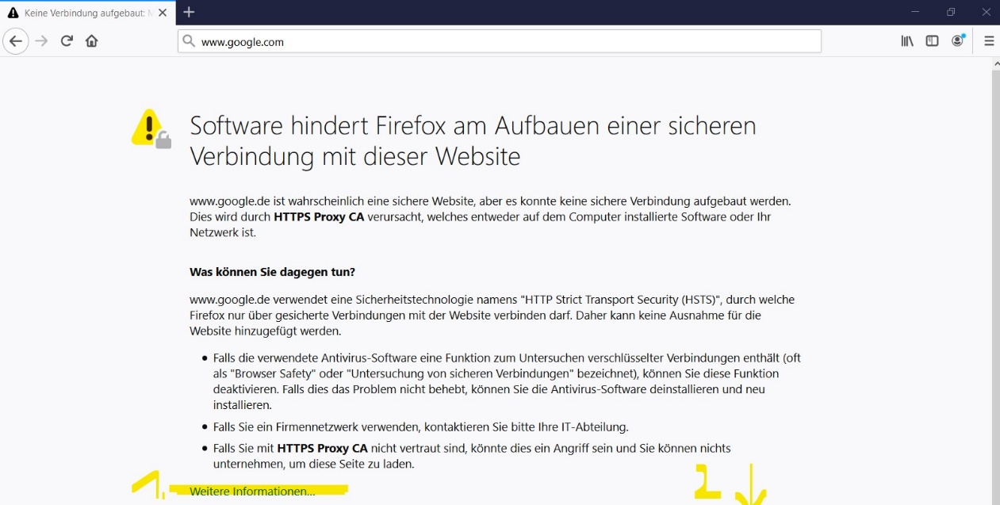 Keine Verbindung aufgebaut:
www.google.com
Software hindert Firefox am Aufbauen einer sicheren
Verbindung mit dieser Website
www.google.de ist wahrscheinlich eine sichere Website, aber es konnte keine sichere Verbindung aufgebaut werden.
Dies wird durch HTTPS Proxy CA verursacht, welches entweder auf dem Computer installierte Software oder Ihr
Netzwerk ist.
Was können Sie dagegen tun?
www.google.de verwendet eine Sicherheitstechnologie namens "HTTP Strict Transport Security (HSTS)", durch welche
Firefox nur über gesicherte Verbindungen mit der Website verbinden darf. Daher kann keine Ausnahme für die
Website hinzugefügt werden.
• Falls die verwendete Antivirus-Software eine Funktion zum Untersuchen verschlüsselter Verbindungen enthält (oft
als "Browser Safety" oder "Untersuchung von sicheren Verbindungen" bezeichnet), können Sie diese Funktion
deaktivieren. Falls dies das Problem nicht behebt, können Sie die Antivirus-Software deinstallieren und neu
installieren.
• Falls Sie ein Firmennetzwerk verwenden, kontaktieren Sie bitte Ihre IT-Abteilung.
• Falls Sie mit HTTPS Proxy CA nicht vertraut sind, könnte dies ein Angriff sein und Sie können nichts
unternehmen, um diese Seite zu laden.
1. Weitere Informationen... 2